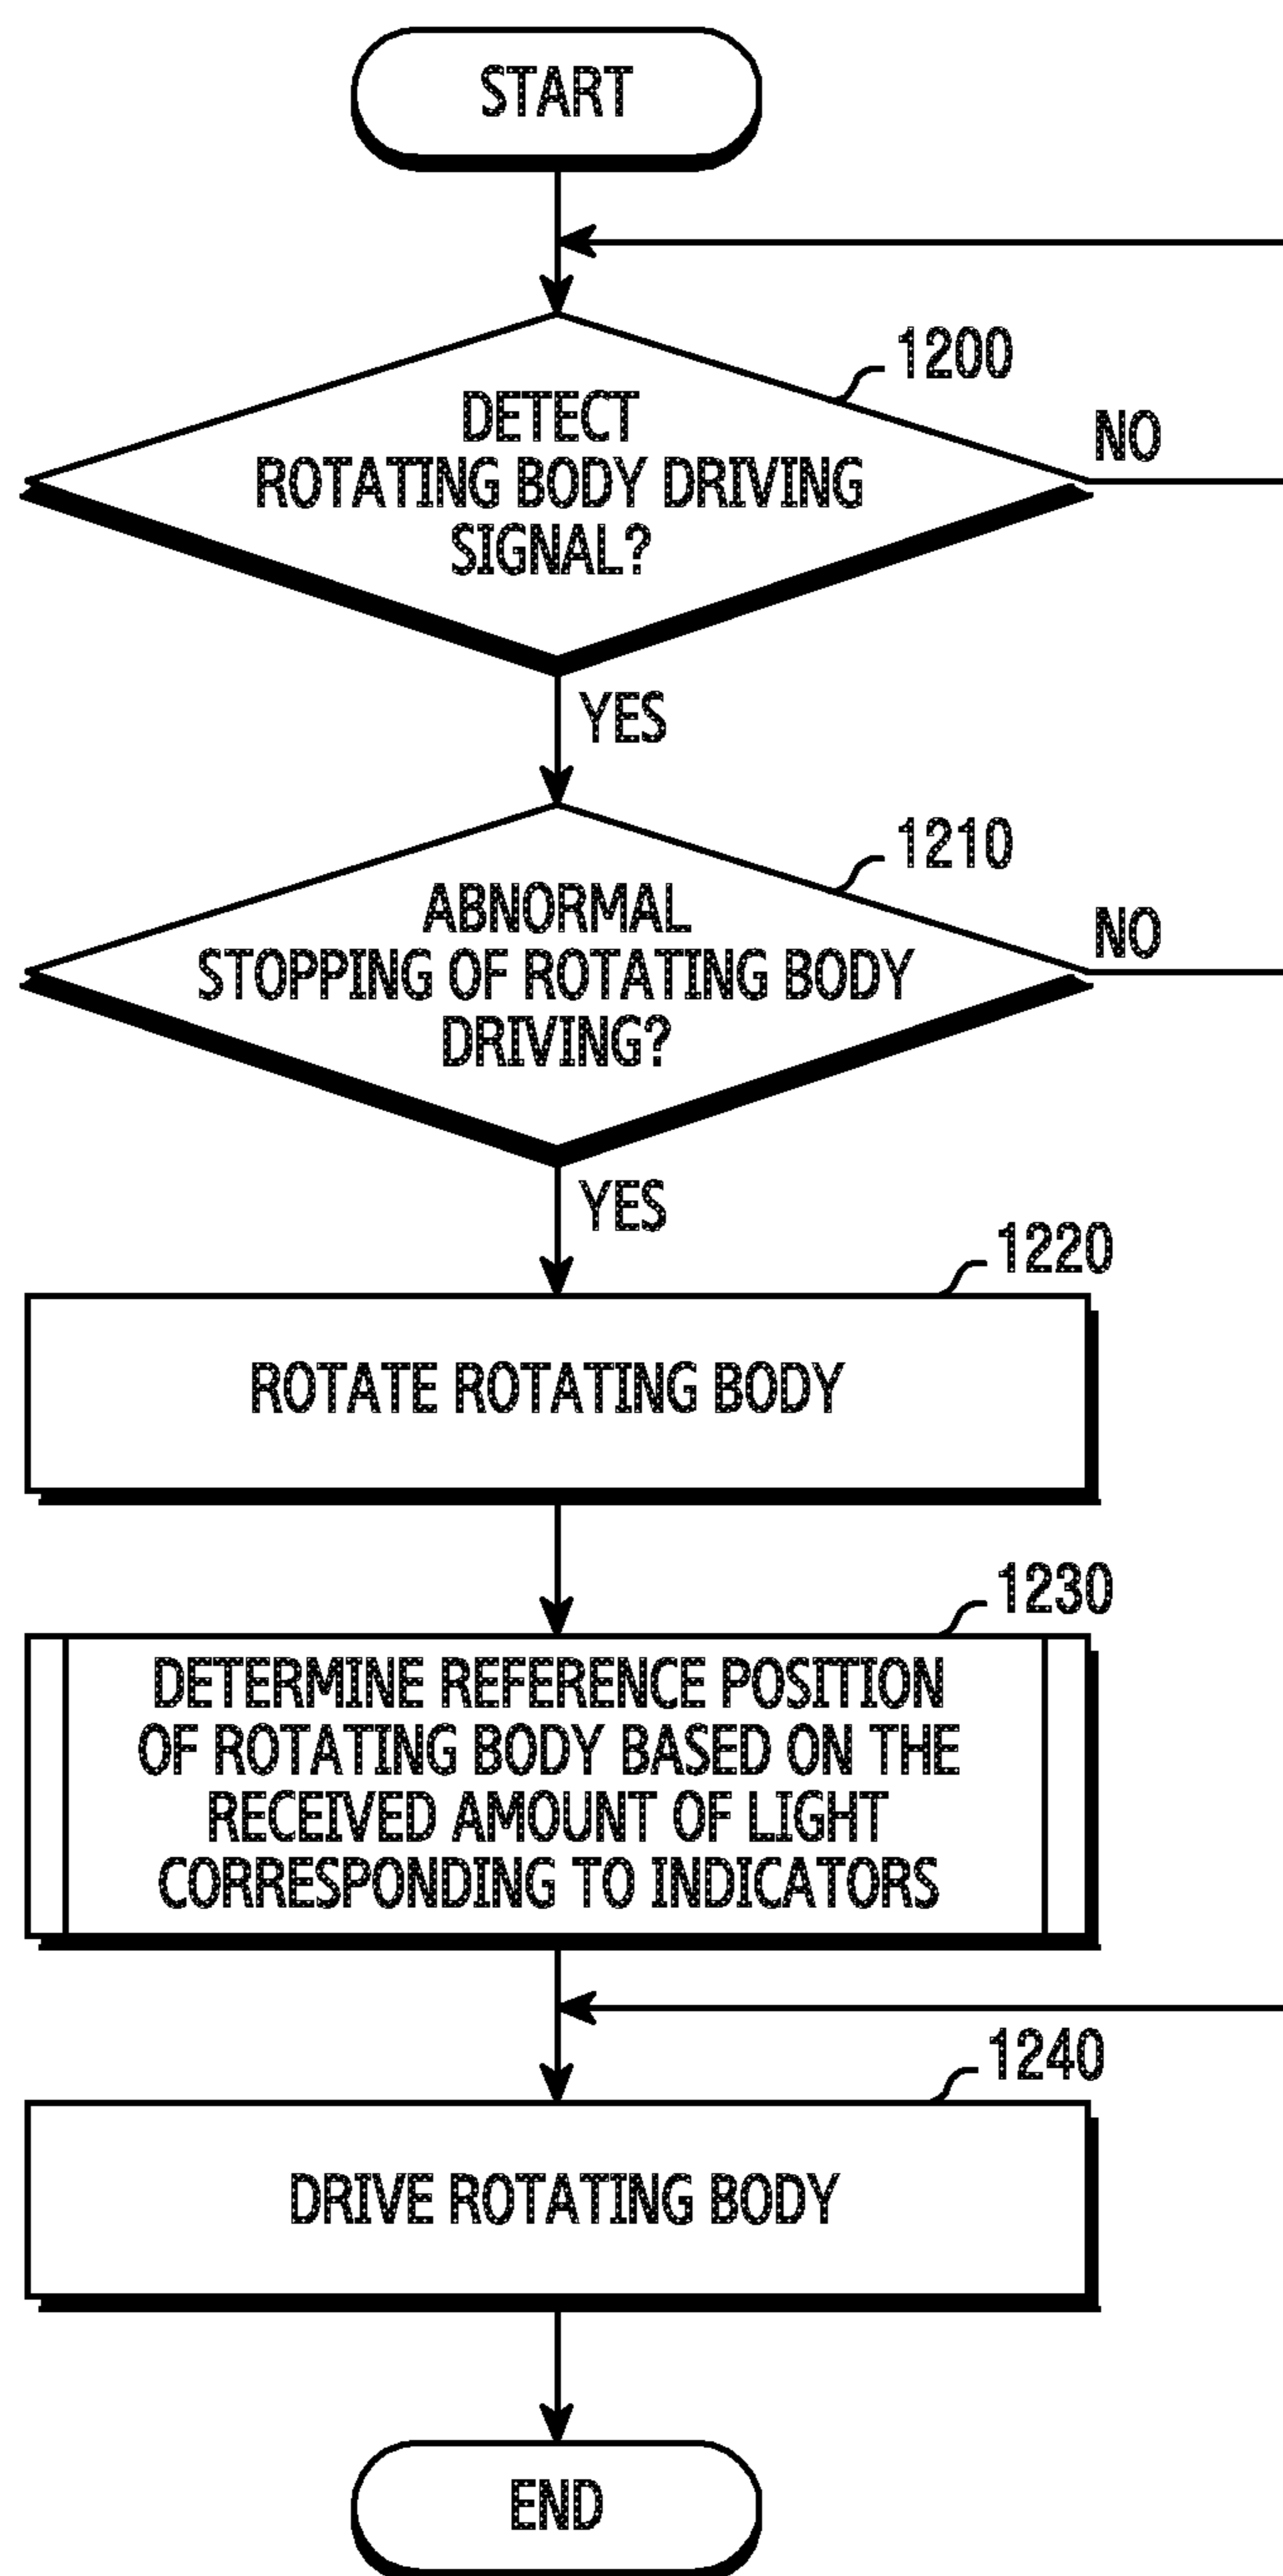 START
1200
DETECT
ROTATING BODY DRIVING
SIGNAL?
NO
YES
1210
ABNORMAL
STOPPING OF ROTATING BODY
DRIVING?
NO
YES
1220
ROTATE ROTATING BODY
1230
DETERMINE REFERENCE POSITION
OF ROTATING BODY BASED ON THE
RECEIVED AMOUNT OF LIGHT
CORRESPONDING TO INDICATORS
1240
DRIVE ROTATING BODY
END